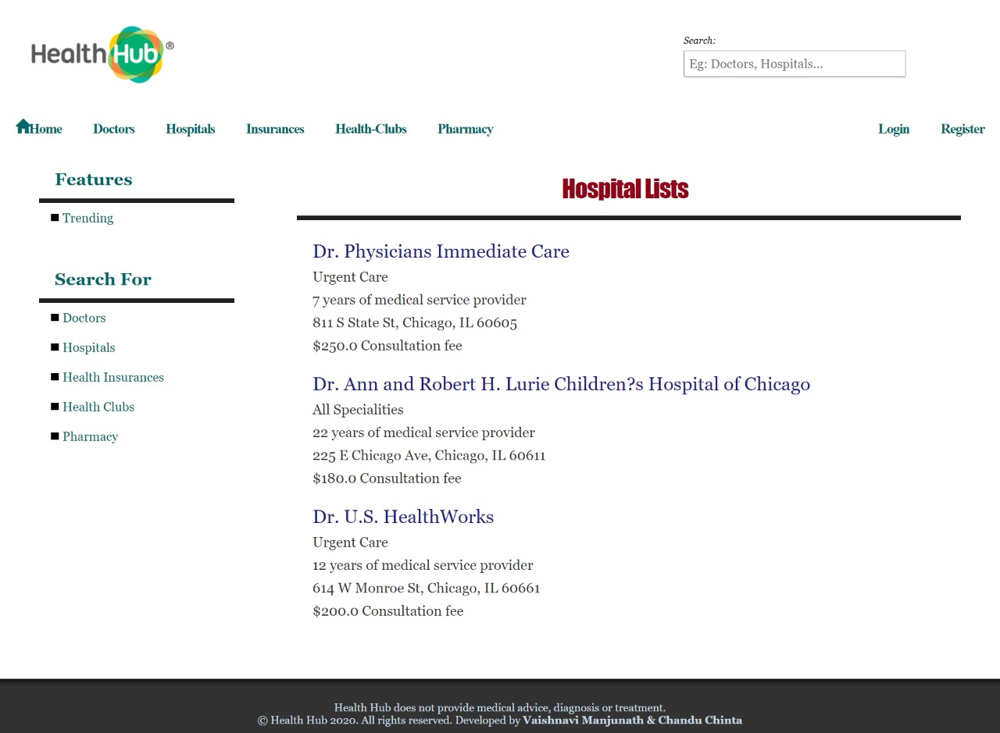 HealthHub®
Search:
Eg: Doctors, Hospitals...
Home Doctors Hospitals Insurances Health-Clubs Pharmacy Login Register
Features
Trending
Search For
Doctors
Hospitals
Health Insurances
Health Clubs
Pharmacy
Hospital Lists
Dr. Physicians Immediate Care
Urgent Care
7 years of medical service provider
811 S State St, Chicago, IL 60605
$250.0 Consultation fee
Dr. Ann and Robert H. Lurie Children?s Hospital of Chicago
All Specialities
22 years of medical service provider
225 E Chicago Ave, Chicago, IL 60611
$180.0 Consultation fee
Dr. U.S. HealthWorks
Urgent Care
12 years of medical service provider
614 W Monroe St, Chicago, IL 60661
$200.0 Consultation fee
Health Hub does not provide medical advice, diagnosis or treatment.
© Health Hub 2020. All rights reserved. Developed by Vaishnavi Manjunath & Chandu Chinta